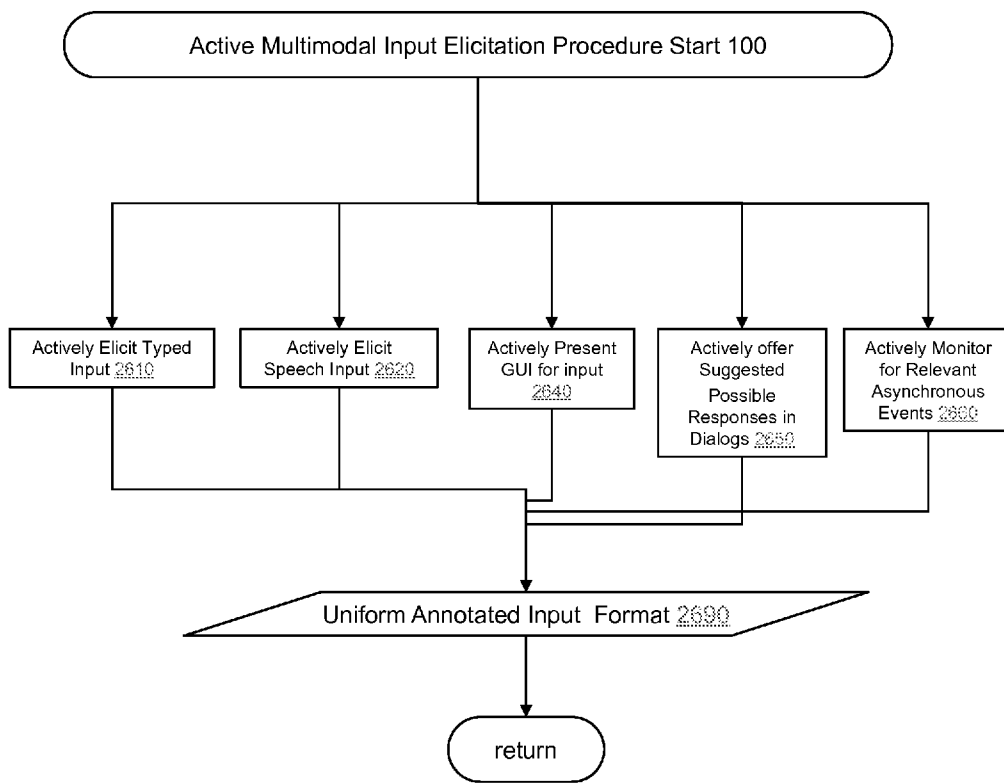 Active Multimodal Input Elicitation Procedure Start 100
Actively Elicit Typed
Input 2610
Actively Elicit
Speech Input 2620
Actively Present
GUI for input
2640
Actively offer
Suggested
Possible
Responses in
Dialogs 2650
Actively Monitor
for Relevant
Asynchronous
Events 2660
Uniform Annotated Input Format 2690
return